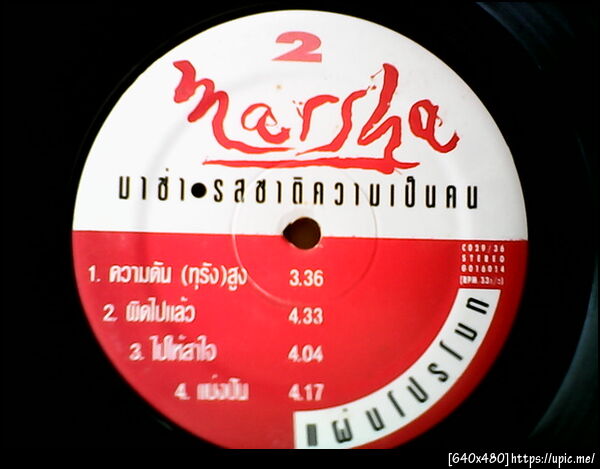 2
marsha
มาช่า●รสชาติความเป็นคน
C039/36
STEREO
0016014
[RPM.33⅓]
1. ความดัน (ทุรัง) สูง 3.36
2. ผิดไปแล้ว 4.33
3. ไปให้สาใจ 4.04
4. แบ่งปัน 4.17
แผ่นโปรโมท
[640x480]https://upic.me/